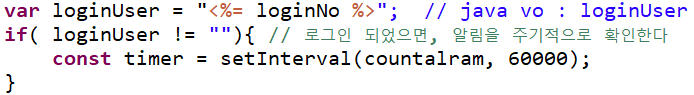 var loginUser = "<%= loginNo %>";  // java vo : loginUser
if( loginUser != ""){ // 로그인 되었으면, 알림을 주기적으로 확인한다
    const timer = setInterval(countalram, 60000);
}